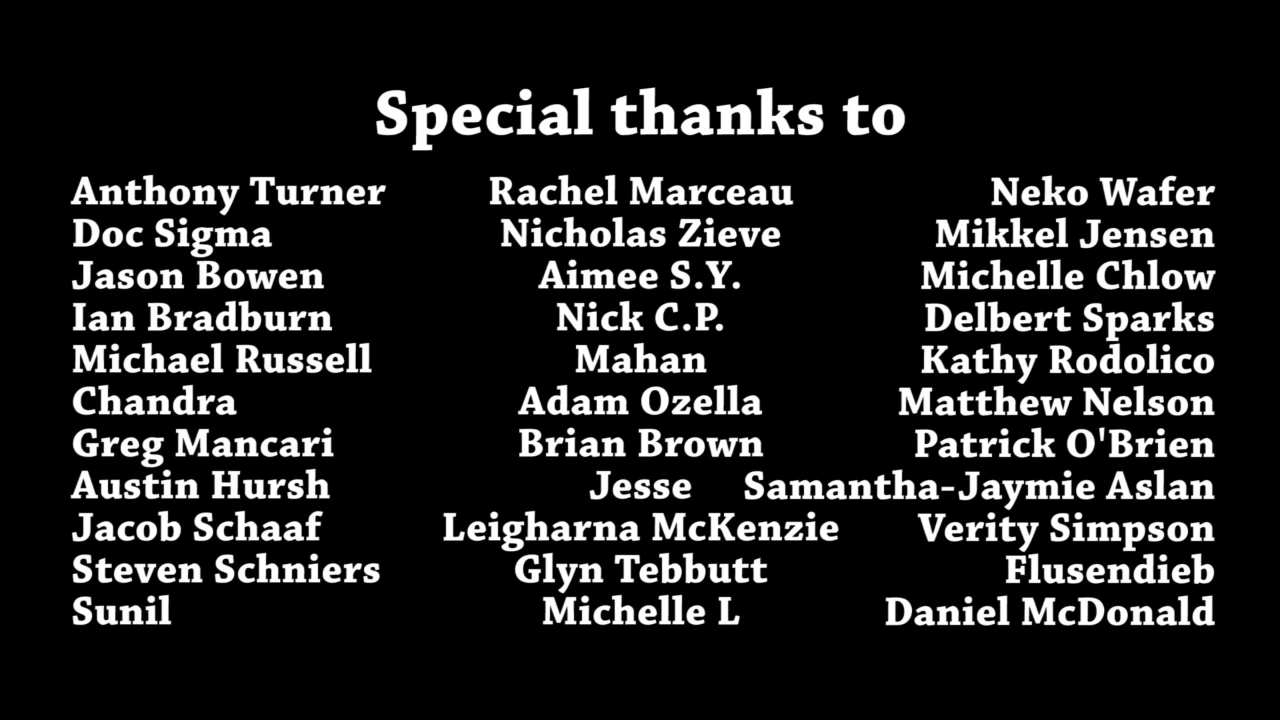 Special thanks to
Anthony Turner
Doc Sigma
Jason Bowen
Ian Bradburn
Michael Russell
Chandra
Greg Mancari
Austin Hursh
Jacob Schaaf
Steven Schniers
Sunil
Rachel Marceau
Nicholas Zieve
Aimee S.Y.
Nick C.P.
Mahan
Adam Ozella
Brian Brown
Jesse
Leigharna McKenzie
Glyn Tebbutt
Michelle L
Neko Wafer
Mikkel Jensen
Michelle Chlow
Delbert Sparks
Kathy Rodolico
Matthew Nelson
Patrick O'Brien
Samantha-Jaymie Aslan
Verity Simpson
Flusendieb
Daniel McDonald